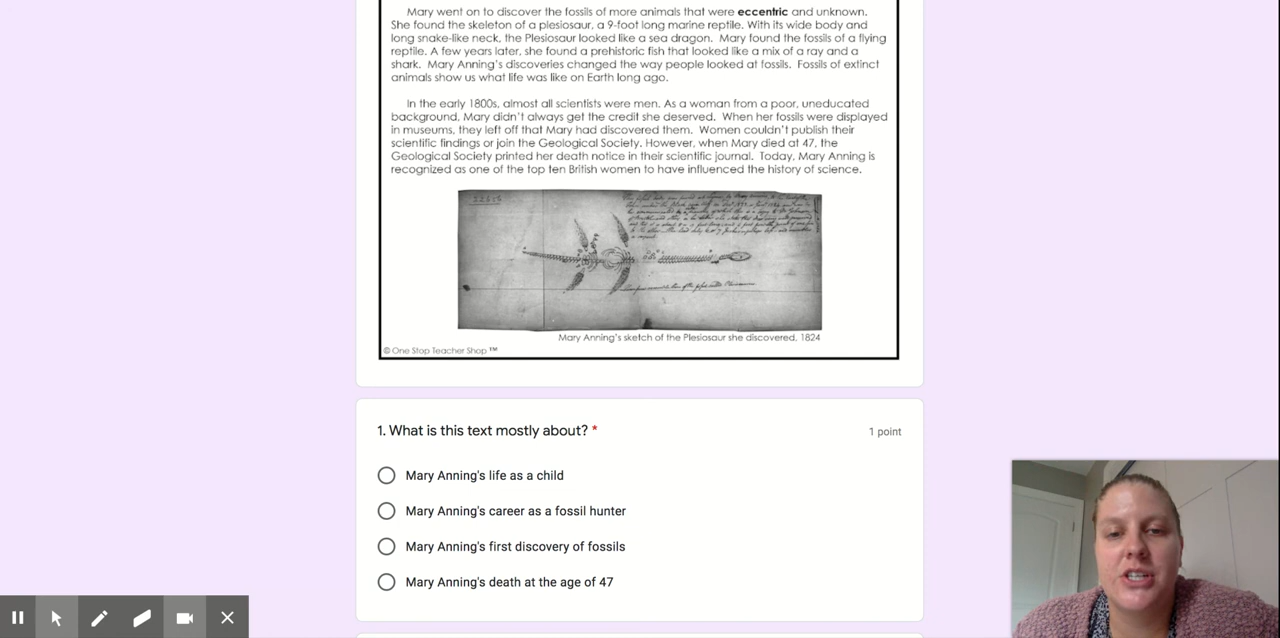 Mary went on to discover the fossils of more animals that were eccentric and unknown.
She found the skeleton of a plesiosaur, a 9-foot long marine reptile. With its wide body and
long snake-like neck, the Plesiosaur looked like a sea dragon. Mary found the fossils of a flying
reptile. A few years later, she found a prehistoric fish that looked like a mix of a ray and a
shark. Mary Anning's discoveries changed the way people looked at fossils. Fossils of extinct
animals show us what life was like on Earth long ago.
In the early 1800s, almost all scientists were men. As a woman from a poor, uneducated
background, Mary didn't always get the credit she deserved. When her fossils were displayed
in museums, they left off that Mary had discovered them. Women couldn't publish their
scientific findings or join the Geological Society. However, when Mary died at 47, the
Geological Society printed her death notice in their scientific journal. Today, Mary Anning is
recognized as one of the top ten British women to have influenced the history of science.
Mary Anning's sketch of the Plesiosaur she discovered, 1824
© One Stop Teacher Shop ™
1. What is this text mostly about? *
1 point
Mary Anning's life as a child
Mary Anning's career as a fossil hunter
Mary Anning's first discovery of fossils
Mary Anning's death at the age of 47